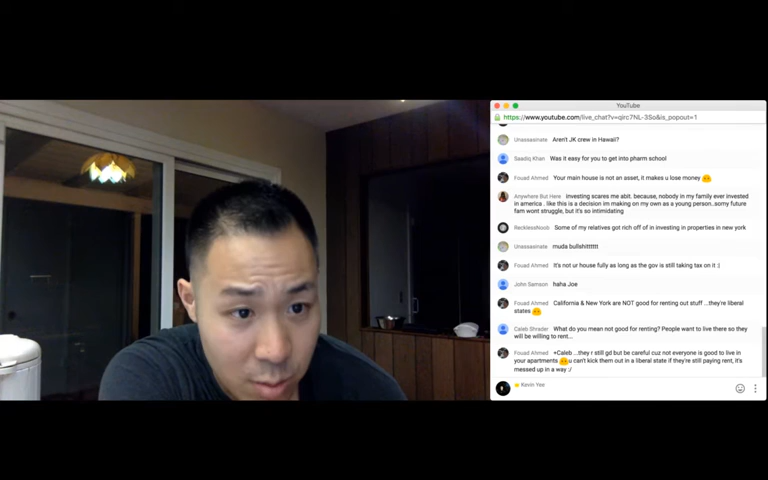 YouTube
https://www.youtube.com/live_chat?v=qirc7NL-3So&is_popout=1
Unassasinate Aren't JK crew in Hawaii?
Saadiq Khan Was it easy for you to get into pharm school
Fouad Ahmed Your main house is not an asset, it makes u lose money
Anywhere But Here Investing scares me abit. because, nobody in my family ever invested
in america . like this is a decision im making on my own as a young person..somy future
fam wont struggle, but it's so intimidating
RecklessNoob Some of my relatives got rich off of in investing in properties in new york
Unassasinate muda bullshitttttt
Fouad Ahmed It's not ur house fully as long as the gov is still taking tax on it :|
John Samson haha Joe
Fouad Ahmed California & New York are NOT good for renting out stuff ...they're liberal
states
Caleb Shrader What do you mean not good for renting? People want to live there so they
will be willing to rent...
Fouad Ahmed +Caleb ...they r still gd but be careful cuz not everyone is good to live in
your apartments u can't kick them out in a liberal state if they're still paying rent, it's
messed up in a way :/
Kevin Yee